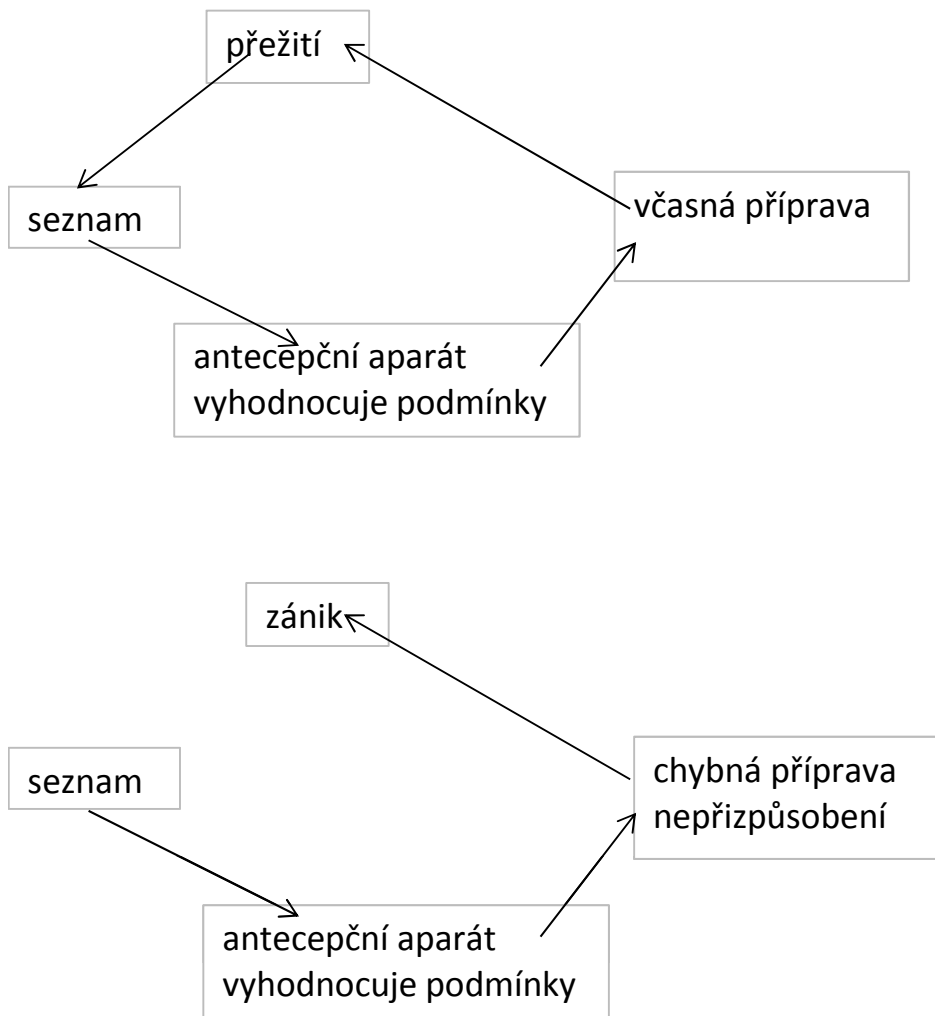 přežití
včasná příprava
seznam
antecepční aparát
vyhodnocuje podmínky
zánik
chybná příprava
nepřizpůsobení
seznam
antecepční aparát
vyhodnocuje podmínky